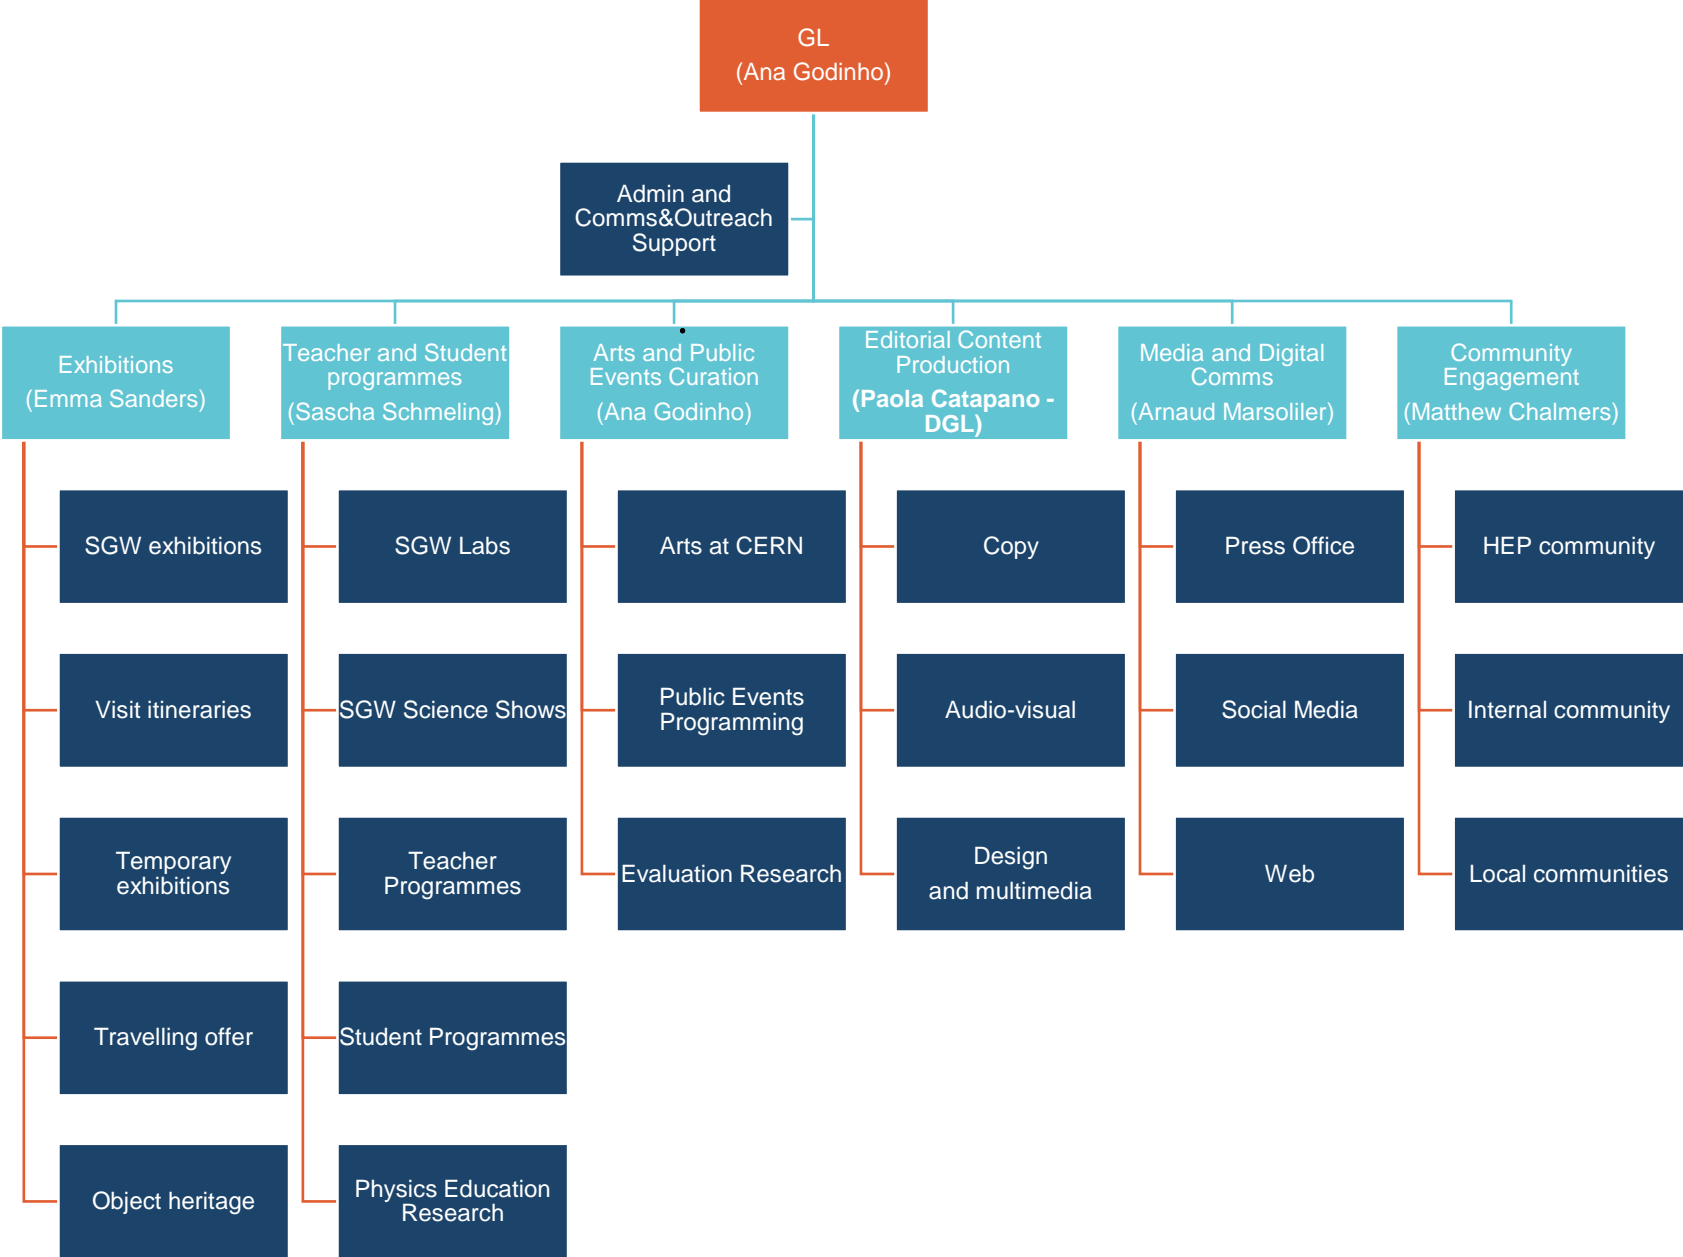 GL
(Ana Godinho)
Admin and
Comms&Outreach
Support
Exhibitions
(Emma Sanders)
Teacher and Student
programmes
(Sascha Schmeling)
Arts and Public
Events Curation
(Ana Godinho)
Editorial Content
Production
(Paola Catapano -
DGL)
Media and Digital
Comms
(Arnaud Marsoliler)
Community
Engagement
(Matthew Chalmers)
SGW exhibitions
SGW Labs
Arts at CERN
Copy
Press Office
HEP community
Visit itineraries
SGW Science Shows
Public Events
Programming
Audio-visual
Social Media
Internal community
Temporary
exhibitions
Teacher
Programmes
Evaluation Research
Design
and multimedia
Web
Local communities
Travelling offer
Student Programmes
Object heritage
Physics Education
Research